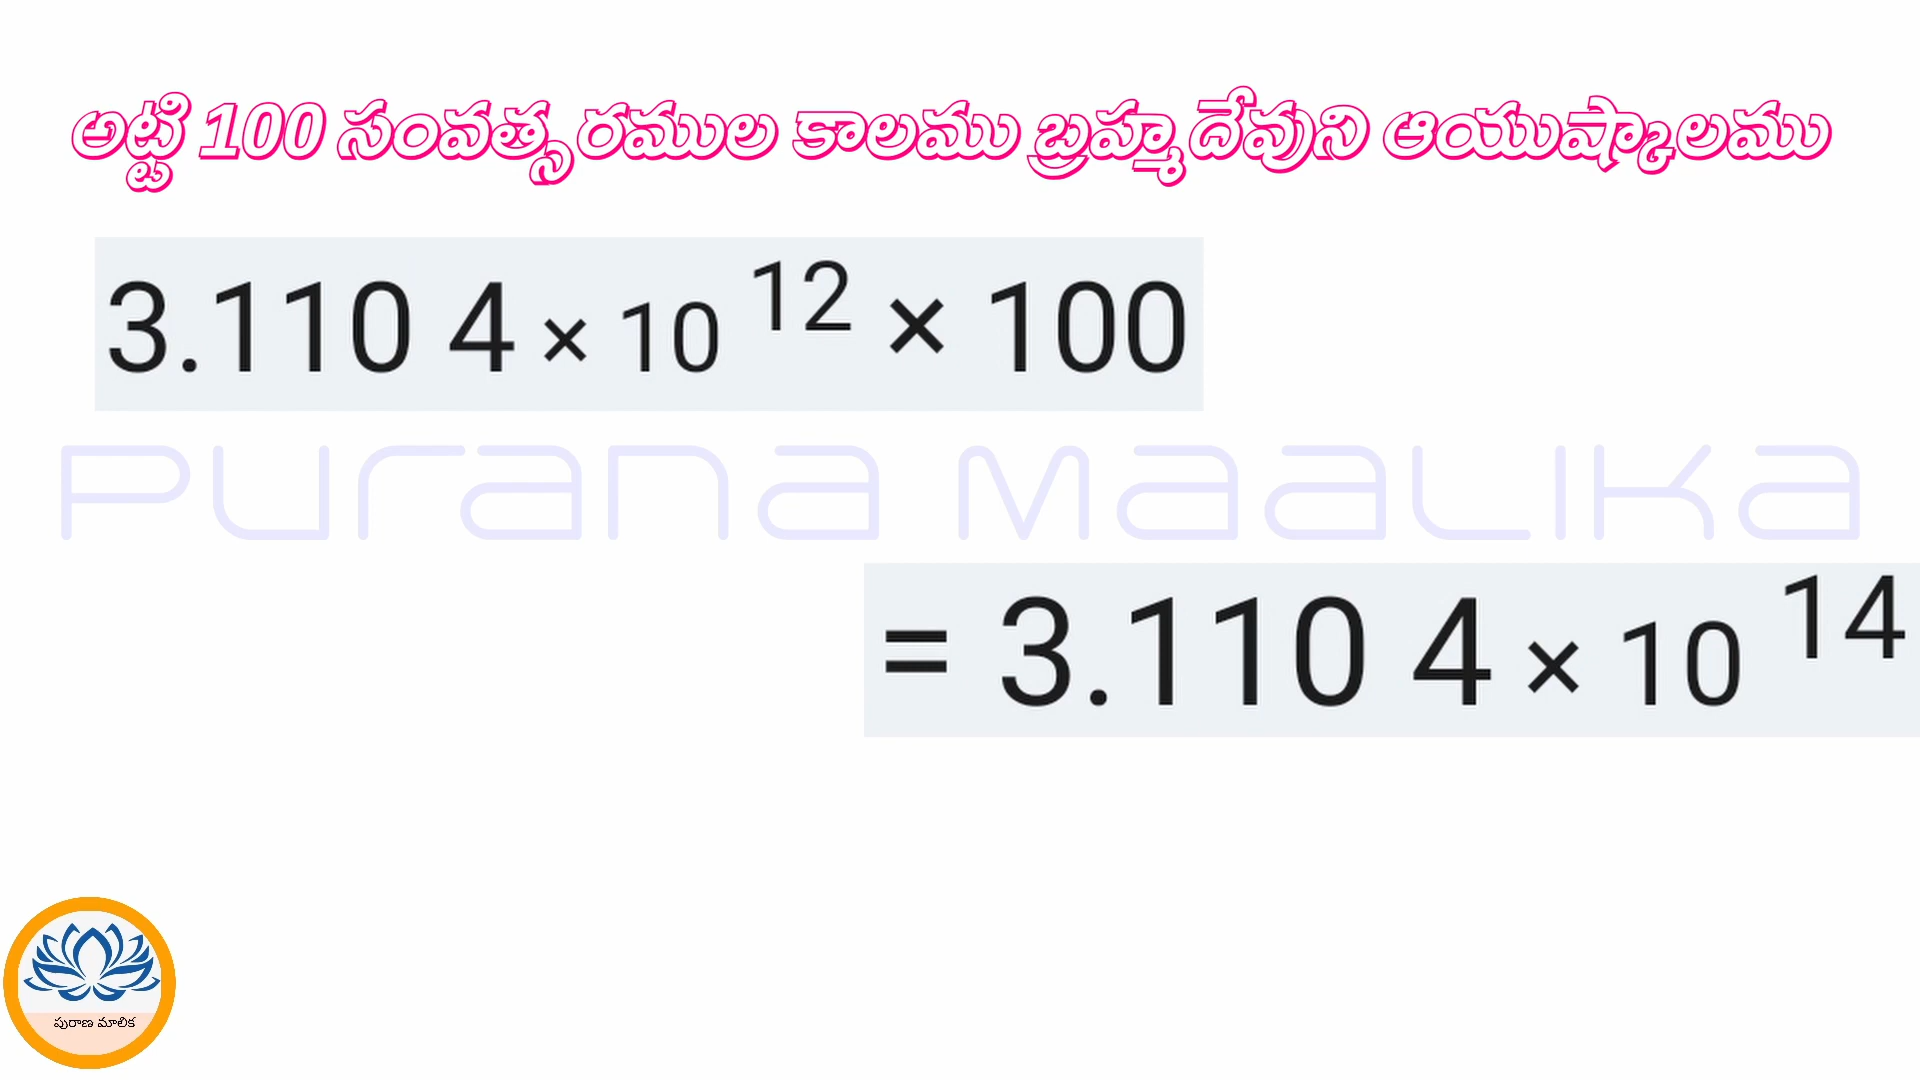 అట్టి 100 సంవత్సరముల కాలము బ్రహ్మదేవుని ఆయుష్కాలము
3.110 4 × 10 ¹² × 100
Purana Maalika
= 3.110 4 × 10 ¹⁴
పురాణ మాలిక